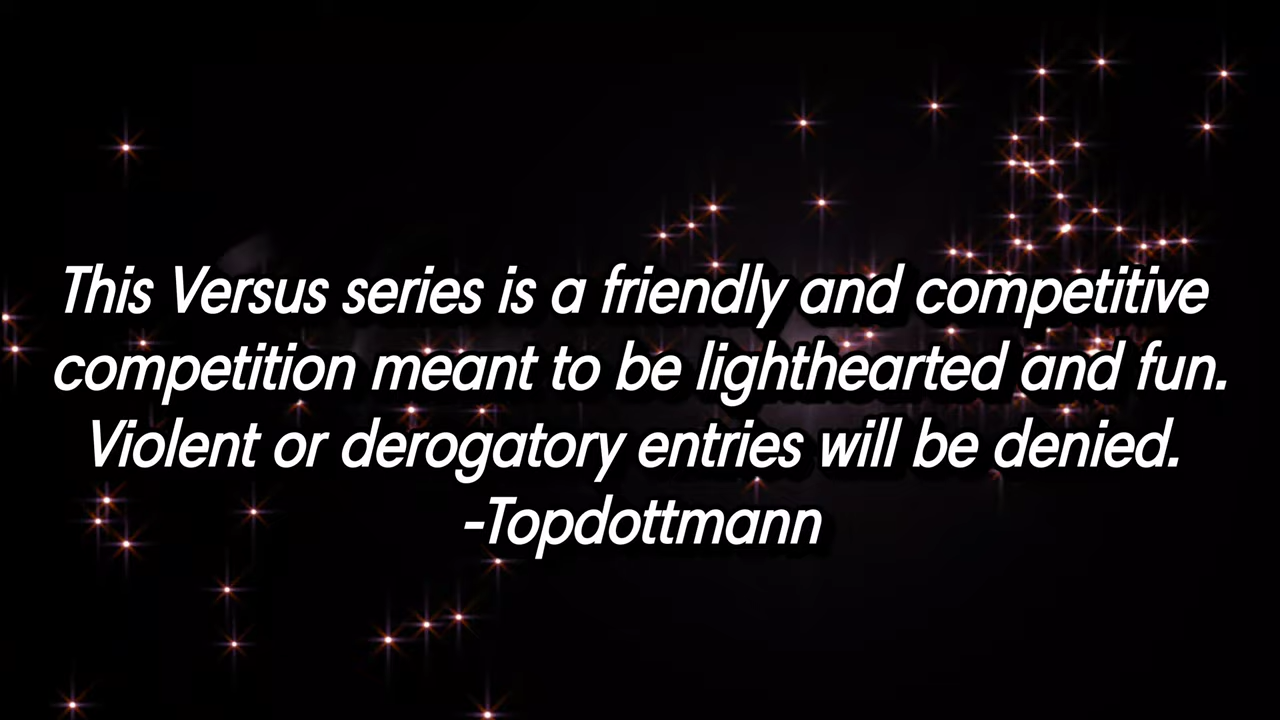 This Versus series is a friendly and competitive
competition meant to be lighthearted and fun.
Violent or derogatory entries will be denied.
-Topdottmann